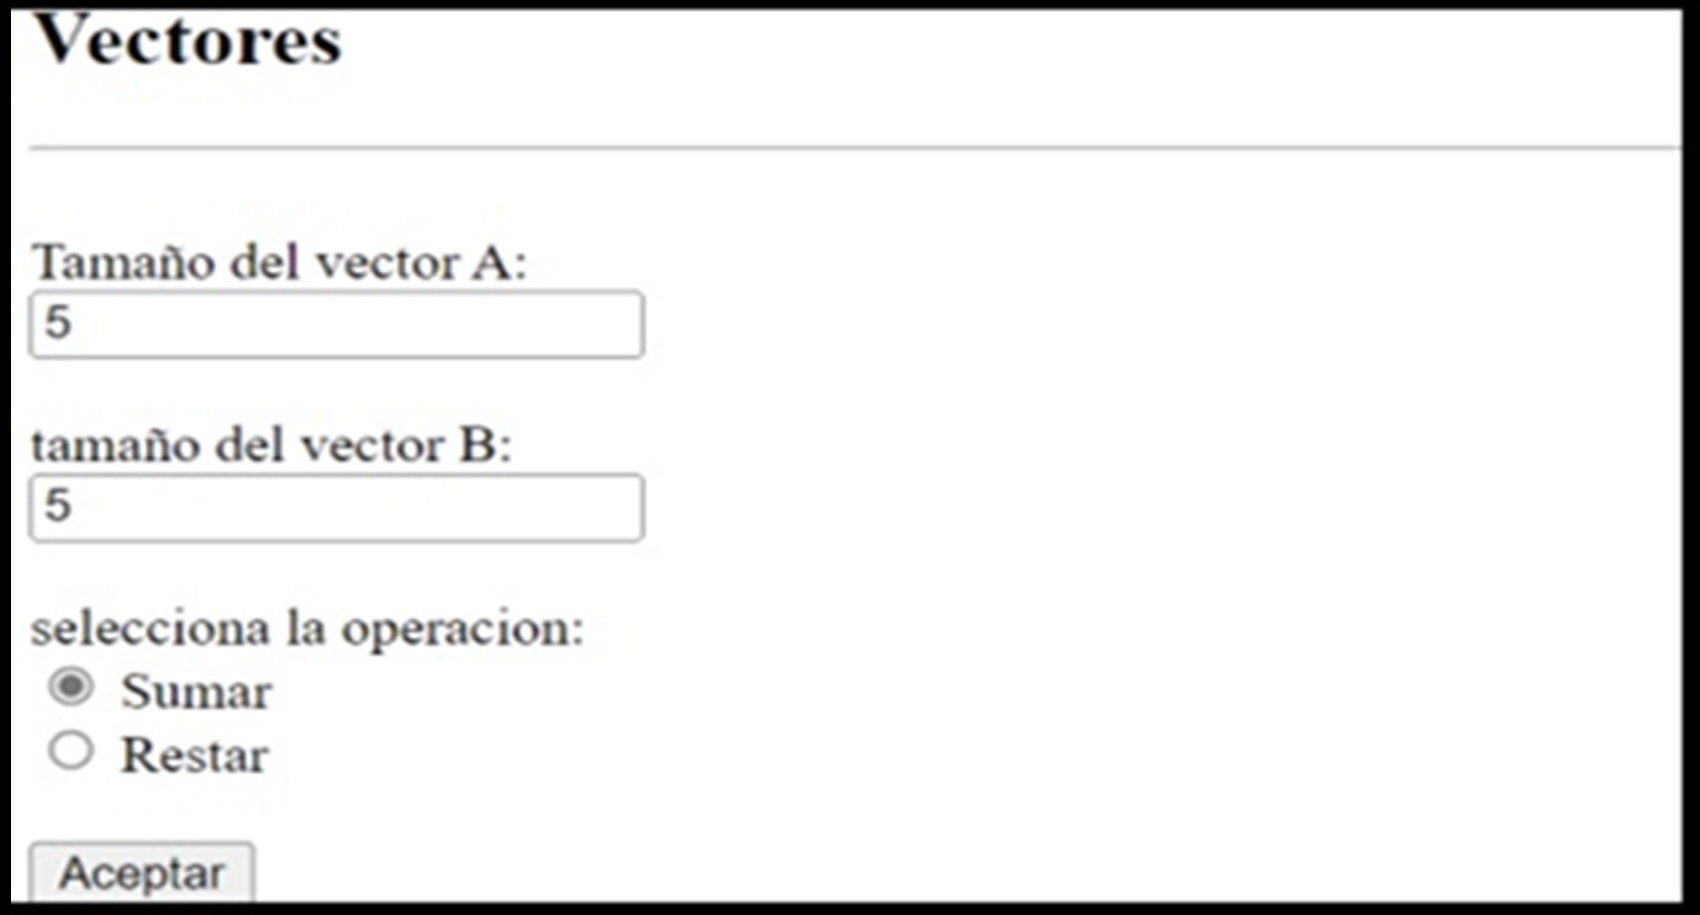 Vectores
Tamaño del vector A:
5
tamaño del vector B:
5
selecciona la operacion:
Sumar
Restar
Aceptar